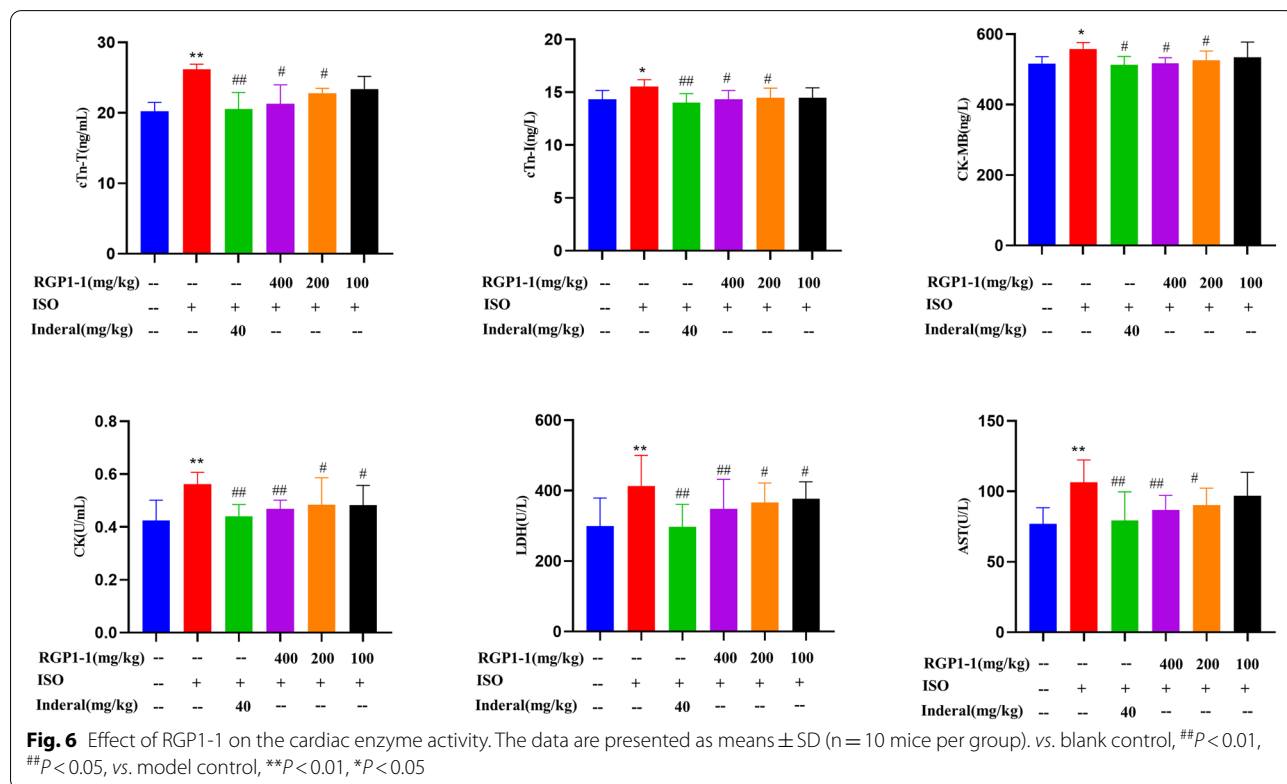 30
20
10
0
cTn-T(ng/mL)
** ## # #
RGP1-1(mg/kg) -- -- -- 400 200 100
ISO -- + + + + +
Inderal(mg/kg) -- -- 40 -- -- --
20
15
10
5
0
cTn-I(ng/L)
* ## # #
RGP1-1(mg/kg) -- -- -- 400 200 100
ISO -- + + + + +
Inderal(mg/kg) -- -- 40 -- -- --
600
400
200
0
CK-MB(ng/L)
* # # #
RGP1-1(mg/kg) -- -- -- 400 200 100
ISO -- + + + + +
Inderal(mg/kg) -- -- 40 -- -- --
0.8
0.6
0.4
0.2
0.0
CK(U/mL)
** ## ## # #
RGP1-1(mg/kg) -- -- -- 400 200 100
ISO -- + + + + +
Inderal(mg/kg) -- -- 40 -- -- --
600
400
200
0
LDH(U/L)
** ## ## # #
RGP1-1(mg/kg) -- -- -- 400 200 100
ISO -- + + + + +
Inderal(mg/kg) -- -- 40 -- -- --
150
100
50
0
AST(U/L)
** ## ## #
RGP1-1(mg/kg) -- -- -- 400 200 100
ISO -- + + + + +
Inderal(mg/kg) -- -- 40 -- -- --
Fig. 6 Effect of RGP1-1 on the cardiac enzyme activity. The data are presented as means ± SD (n = 10 mice per group). vs. blank control, ##P < 0.01,
##P < 0.05, vs. model control, **P < 0.01, *P < 0.05